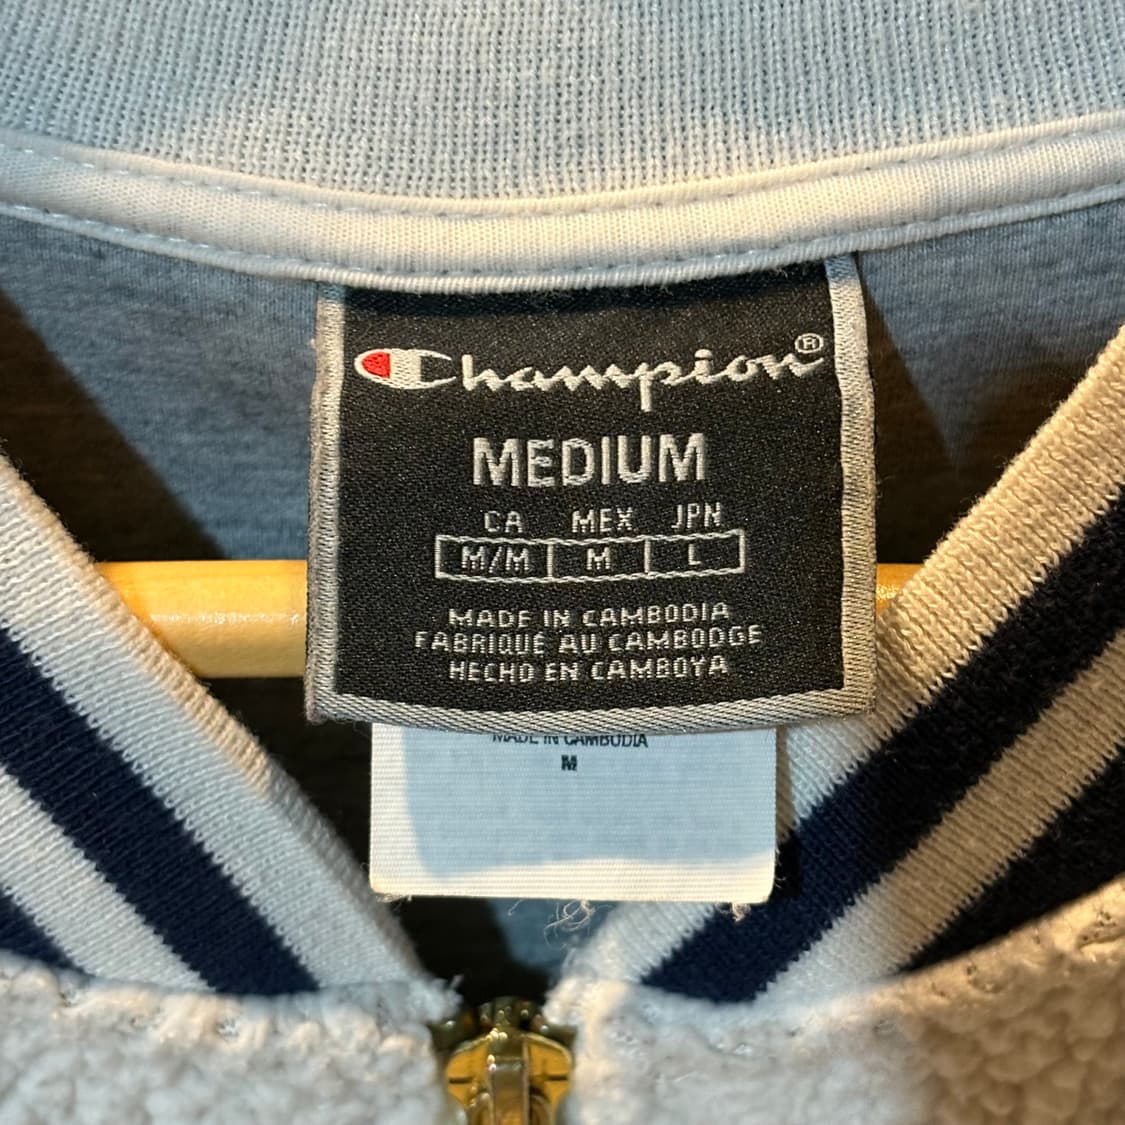 Champion®
MEDIUM
CA MEX JPN
M/M M L
MADE IN CAMBODIA
FABRIQUÉ AU CAMBODGE
HECHO EN CAMBOYA
MADE IN CAMBODIA
M